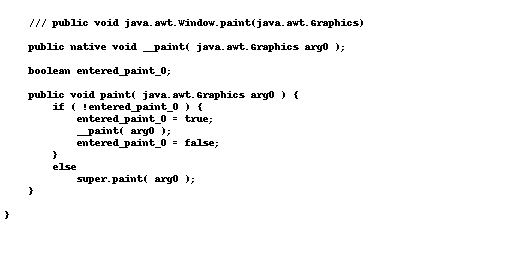 /// public void java.awt.Window.paint(java.awt.Graphics)
public native void __paint( java.awt.Graphics arg0 );
boolean entered_paint_0;
public void paint( java.awt.Graphics arg0 ) {
if ( !entered_paint_0 ) {
entered_paint_0 = true;
__paint( arg0 );
entered_paint_0 = false;
}
else
super.paint( arg0 );
}
}